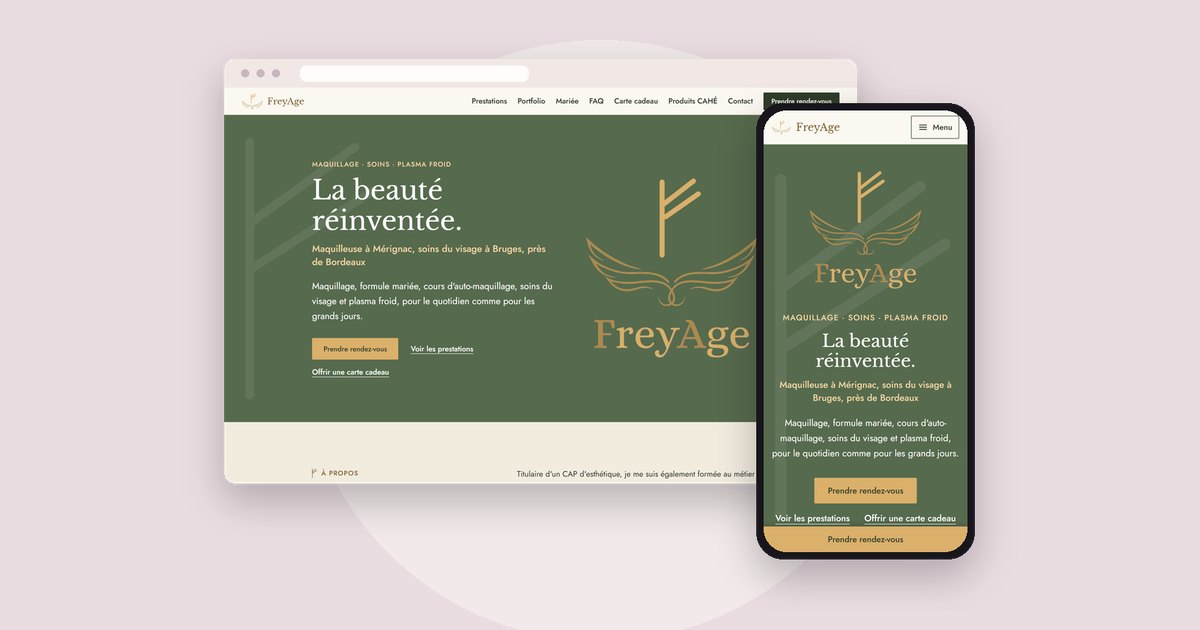 FreyAge
Prestations Portfolio Mariée FAQ Carte cadeau Produits CAHÉ Contact Prendre rendez-vous
MAQUILLAGE · SOINS · PLASMA FROID
La beauté
réinventée.
Maquilleuse à Mérignac, soins du visage à Bruges, près
de Bordeaux
Maquillage, formule mariée, cours d'auto-maquillage, soins du
visage et plasma froid, pour le quotidien comme pour les
grands jours.
Prendre rendez-vous Voir les prestations
Offrir une carte cadeau
FreyAge
À PROPOS
Titulaire d'un CAP d'esthétique, je me suis également formée au métier
FreyAge
Menu
FreyAge
MAQUILLAGE · SOINS · PLASMA FROID
La beauté
réinventée.
Maquilleuse à Mérignac, soins du visage à
Bruges, près de Bordeaux
Maquillage, formule mariée, cours d'auto-
maquillage, soins du visage et plasma froid,
pour le quotidien comme pour les grands jours.
Prendre rendez-vous
Voir les prestations Offrir une carte cadeau
Prendre rendez-vous